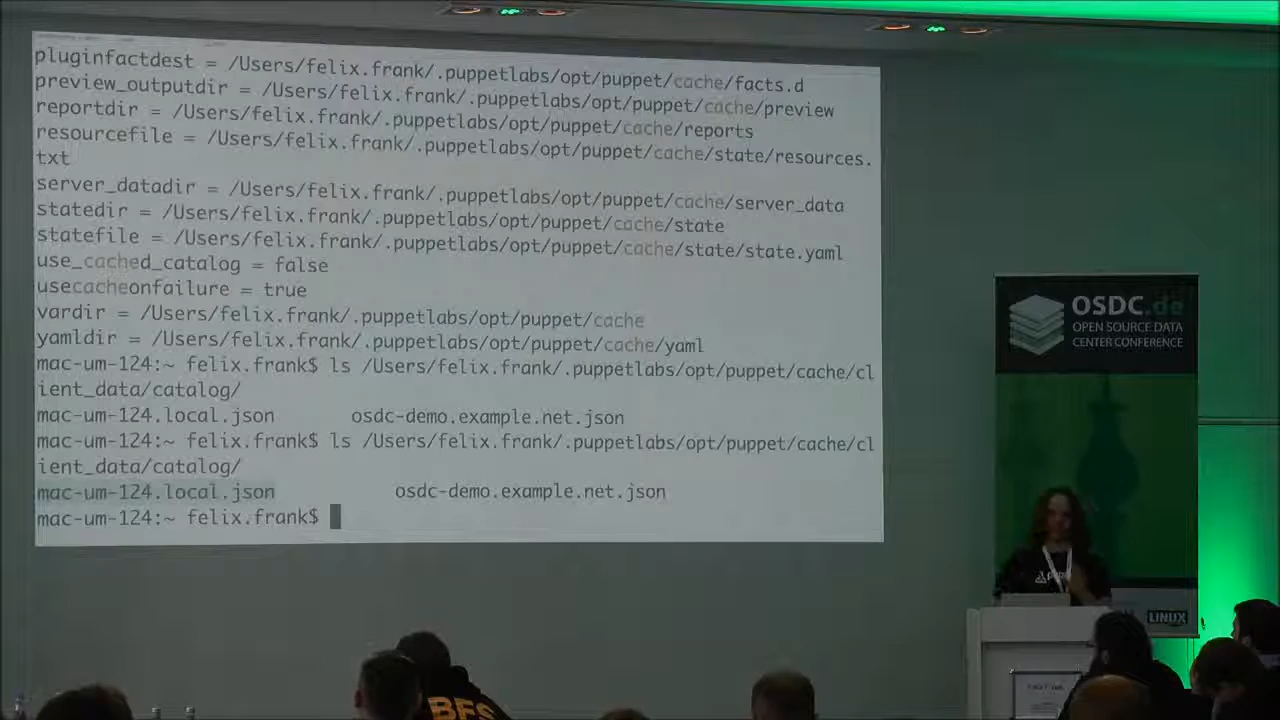 pluginfactdest = /Users/felix.frank/.puppetlabs/opt/puppet/cache/facts.d
preview_outputdir = /Users/felix.frank/.puppetlabs/opt/puppet/cache/preview
reportdir = /Users/felix.frank/.puppetlabs/opt/puppet/cache/reports
resourcefile = /Users/felix.frank/.puppetlabs/opt/puppet/cache/state/resources.
txt
server_datadir = /Users/felix.frank/.puppetlabs/opt/puppet/cache/server_data
statedir = /Users/felix.frank/.puppetlabs/opt/puppet/cache/state
statefile = /Users/felix.frank/.puppetlabs/opt/puppet/cache/state/state.yaml
use_cached_catalog = false
usecacheonfailure = true
vardir = /Users/felix.frank/.puppetlabs/opt/puppet/cache
yamldir = /Users/felix.frank/.puppetlabs/opt/puppet/cache/yaml
mac-um-124:~ felix.frank$ ls /Users/felix.frank/.puppetlabs/opt/puppet/cache/cl
ient_data/catalog/
mac-um-124.local.json osdc-demo.example.net.json
mac-um-124:~ felix.frank$ ls /Users/felix.frank/.puppetlabs/opt/puppet/cache/cl
ient_data/catalog/
mac-um-124.local.json osdc-demo.example.net.json
mac-um-124:~ felix.frank$
OSDC.de
OPEN SOURCE DATA
CENTER CONFERENCE
LINUX
BFS